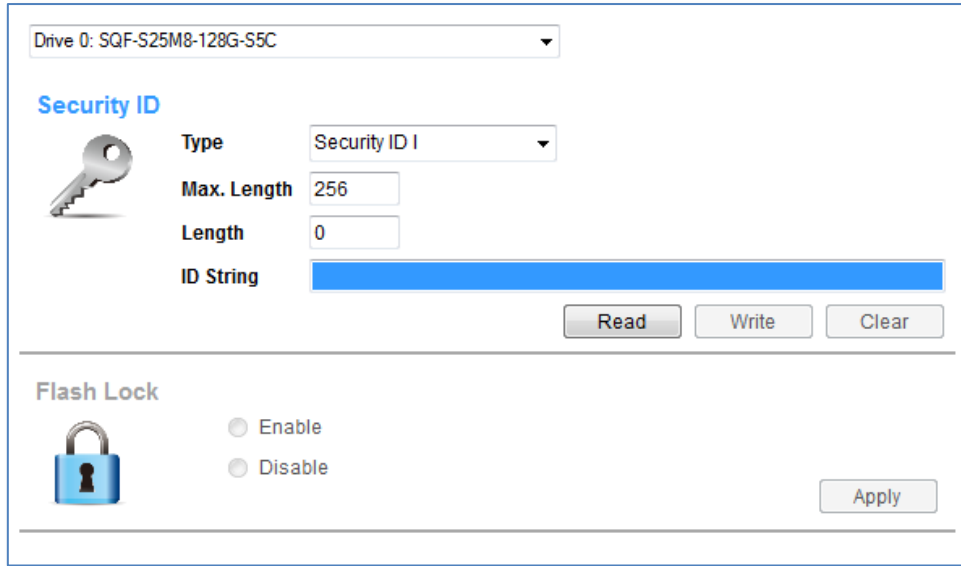 Drive 0: SQF-S25M8-128G-S5C
Security ID
Type Security ID I
Max. Length 256
Length 0
ID String
Read Write Clear
Flash Lock
Enable
Disable
Apply